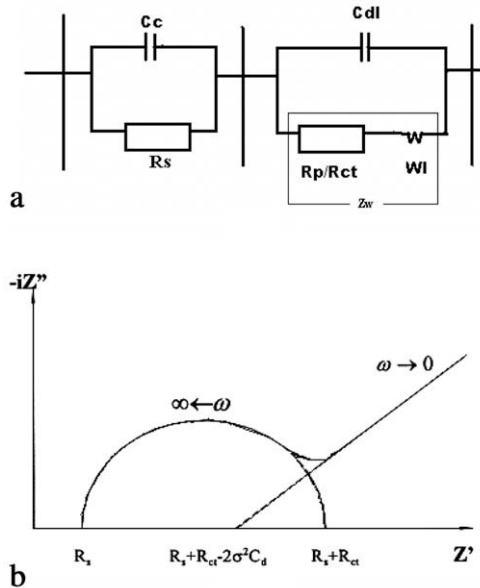 Cc
Cdl
Rs
Rp/Rct
W
Wl
Zw
a
-iZ"
ω → 0
∞←ω
Rs
Rs+Rct-2σ²Cd
Rs+Rct
Z'
b